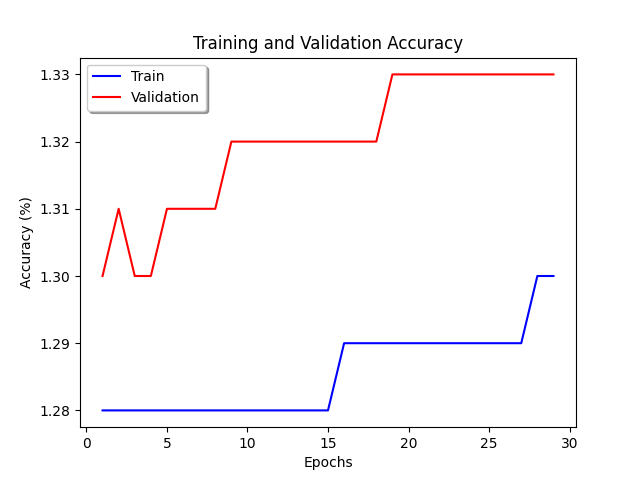 Training and Validation Accuracy
Train
Validation
1.33
1.32
1.31
1.30
1.29
1.28
Accuracy (%)
0 5 10 15 20 25 30
Epochs